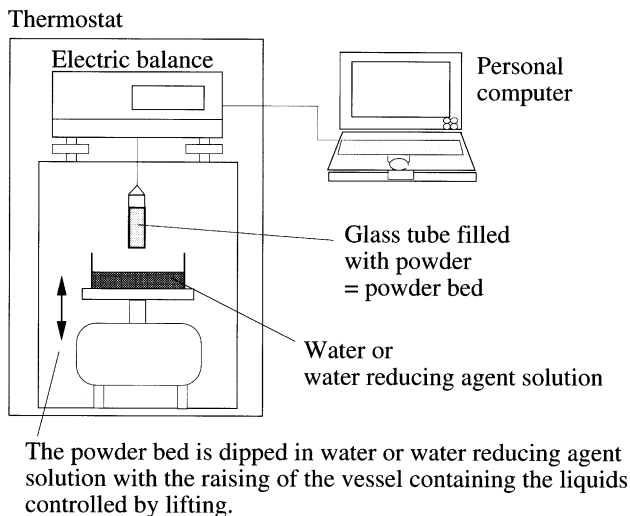 Thermostat
Electric balance
Personal
computer
Glass tube filled
with powder
= powder bed
Water or
water reducing agent solution
The powder bed is dipped in water or water reducing agent
solution with the raising of the vessel containing the liquids
controlled by lifting.